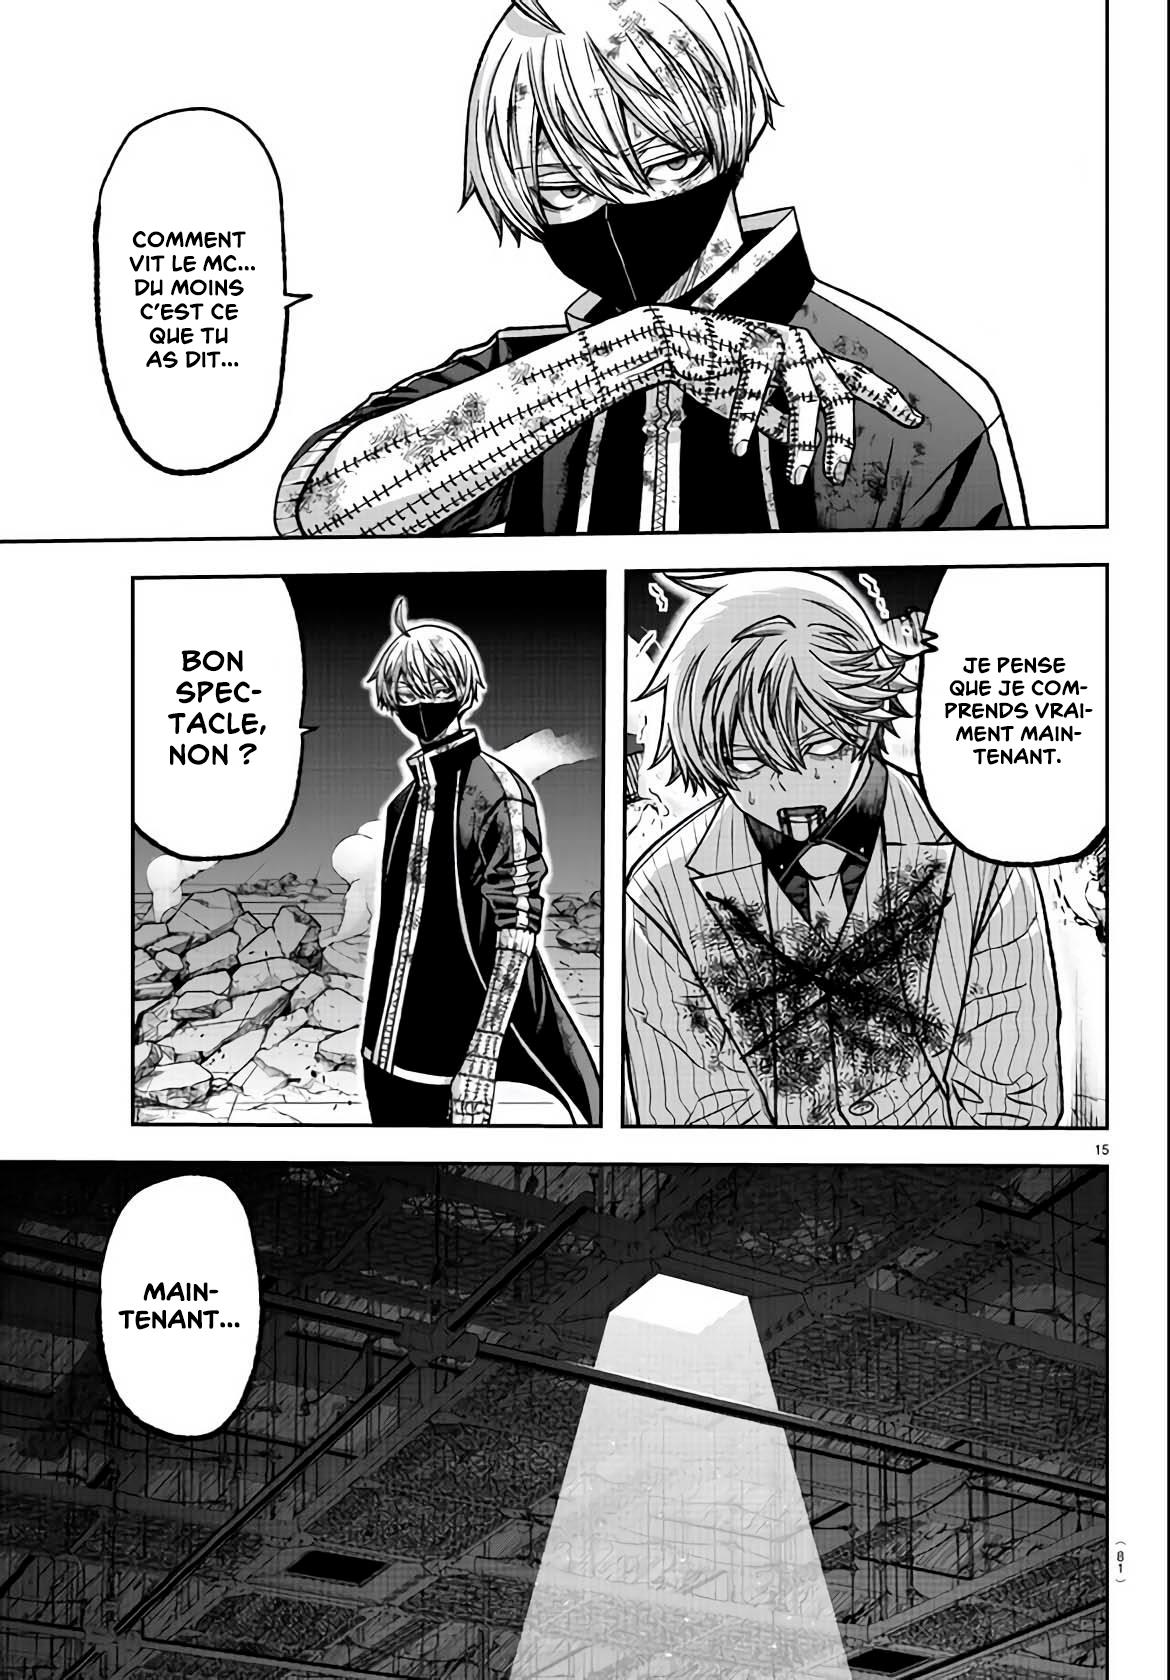 COMMENT
VIT LE MC...
DU MOINS
C'EST CE
QUE TU
AS DIT...
JE PENSE
QUE JE COM-
PRENDS VRAI-
MENT MAIN-
TENANT.
BON
SPEC-
TACLE,
NON ?
15
MAIN-
TENANT...
(81)